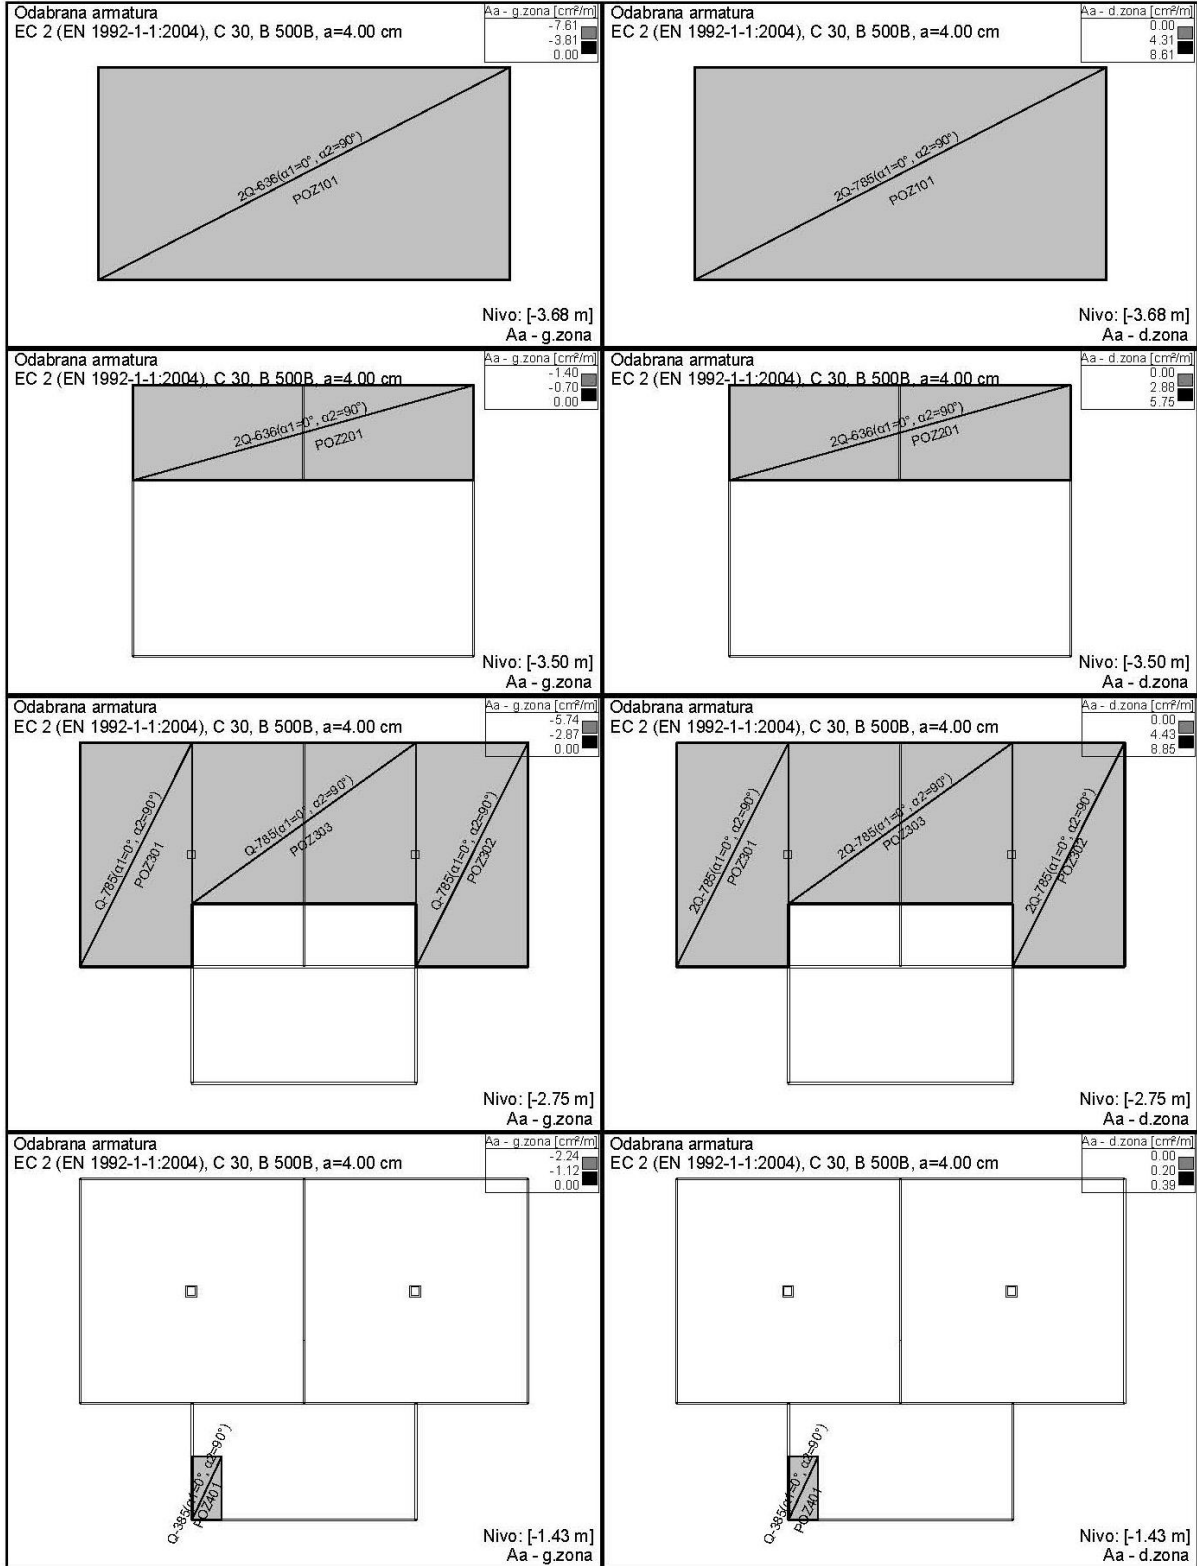 Odabrana armatura
EC 2 (EN 1992-1-1:2004), C 30, B 500B, a=4.00 cm
Aa - g.zona [cm²/m]
-7.61
-3.81
0.00
2Q-636(α1=0°, α2=90°)
POZ101
Nivo: [-3.68 m]
Aa - g.zona
Odabrana armatura
EC 2 (EN 1992-1-1:2004), C 30, B 500B, a=4.00 cm
Aa - d.zona [cm²/m]
0.00
4.31
8.61
2Q-785(α1=0°, α2=90°)
POZ101
Nivo: [-3.68 m]
Aa - d.zona
Odabrana armatura
EC 2 (EN 1992-1-1:2004), C 30, B 500B, a=4.00 cm
Aa - g.zona [cm²/m]
-1.40
-0.70
0.00
2Q-636(α1=0°, α2=90°)
POZ201
Nivo: [-3.50 m]
Aa - g.zona
Odabrana armatura
EC 2 (EN 1992-1-1:2004), C 30, B 500B, a=4.00 cm
Aa - d.zona [cm²/m]
0.00
2.88
5.75
2Q-636(α1=0°, α2=90°)
POZ201
Nivo: [-3.50 m]
Aa - d.zona
Odabrana armatura
EC 2 (EN 1992-1-1:2004), C 30, B 500B, a=4.00 cm
Aa - g.zona [cm²/m]
-5.74
-2.87
0.00
Q-785(α1=0°, α2=90°)
POZ301
Q-785(α1=0°, α2=90°)
POZ303
Q-785(α1=0°, α2=90°)
POZ302
Nivo: [-2.75 m]
Aa - g.zona
Odabrana armatura
EC 2 (EN 1992-1-1:2004), C 30, B 500B, a=4.00 cm
Aa - d.zona [cm²/m]
0.00
4.43
8.85
2Q-785(α1=0°, α2=90°)
POZ301
2Q-785(α1=0°, α2=90°)
POZ303
2Q-785(α1=0°, α2=90°)
POZ302
Nivo: [-2.75 m]
Aa - d.zona
Odabrana armatura
EC 2 (EN 1992-1-1:2004), C 30, B 500B, a=4.00 cm
Aa - g.zona [cm²/m]
-2.24
-1.12
0.00
Q-385(α1=0°, α2=90°)
POZ401
Nivo: [-1.43 m]
Aa - g.zona
Odabrana armatura
EC 2 (EN 1992-1-1:2004), C 30, B 500B, a=4.00 cm
Aa - d.zona [cm²/m]
0.00
0.20
0.39
Q-385(α1=0°, α2=90°)
POZ401
Nivo: [-1.43 m]
Aa - d.zona